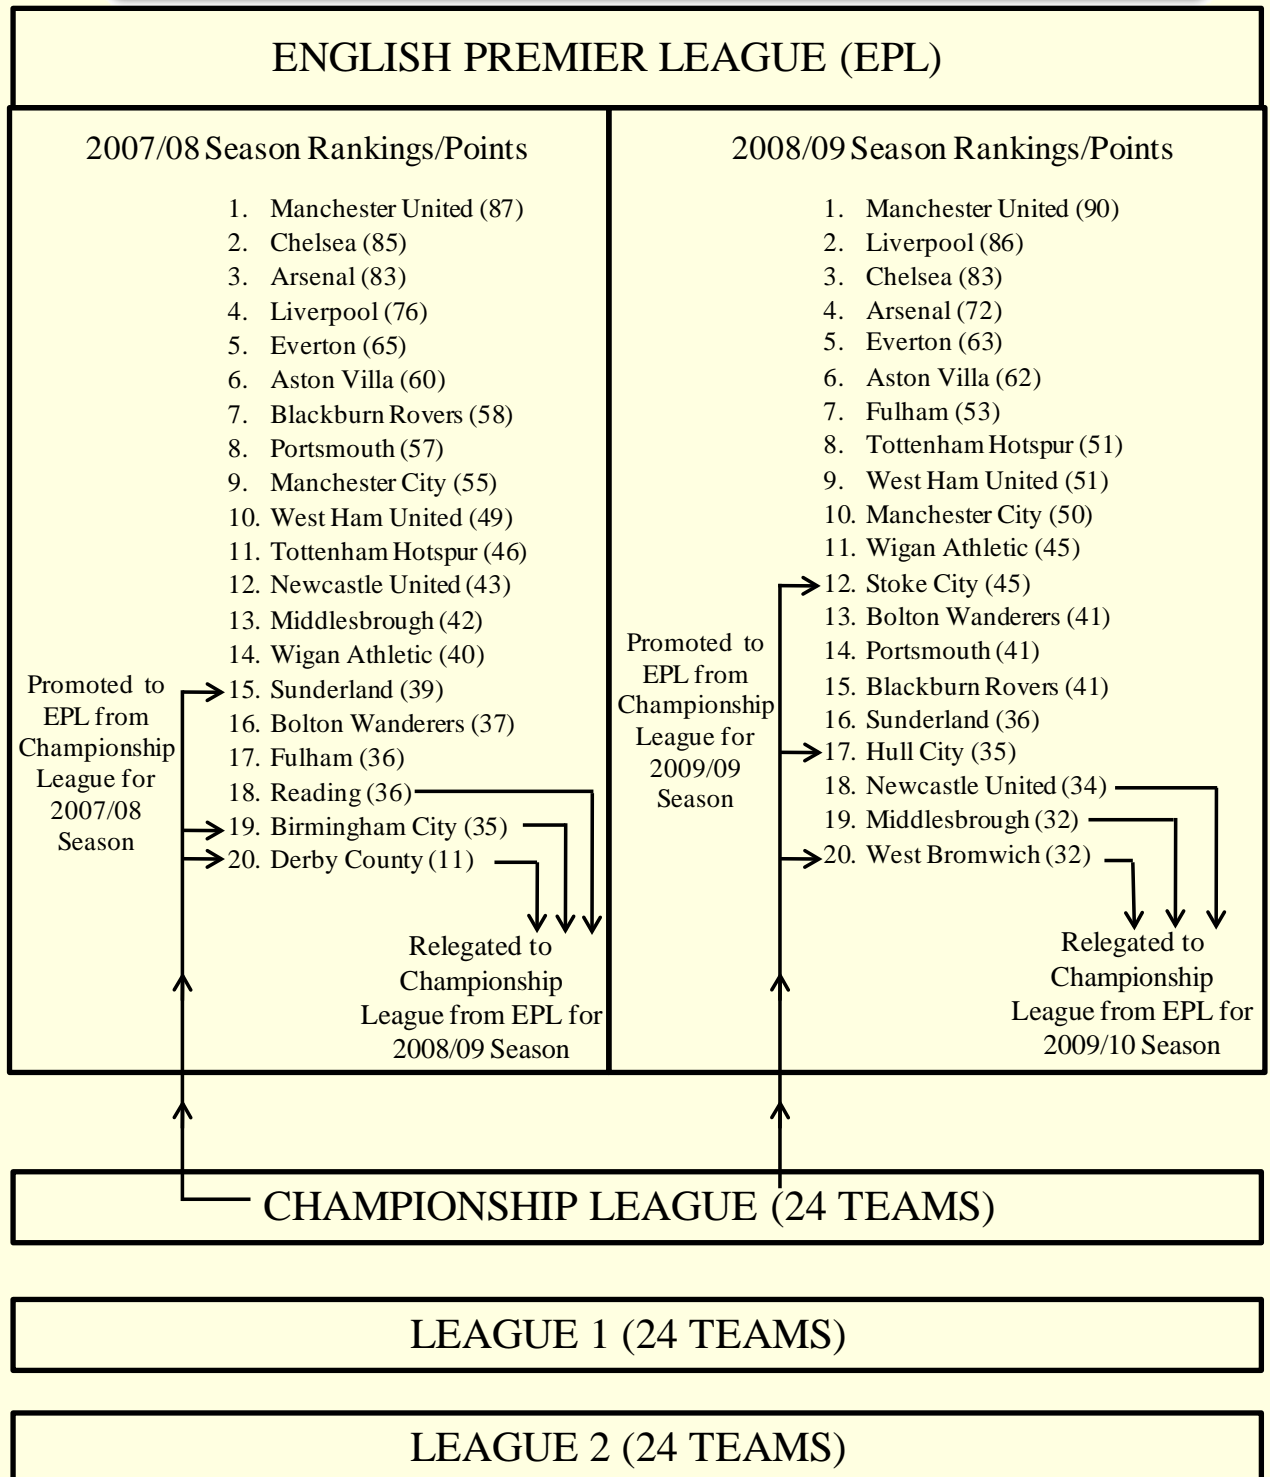 ENGLISH PREMIER LEAGUE (EPL)
2007/08 Season Rankings/Points
1. Manchester United (87)
2. Chelsea (85)
3. Arsenal (83)
4. Liverpool (76)
5. Everton (65)
6. Aston Villa (60)
7. Blackburn Rovers (58)
8. Portsmouth (57)
9. Manchester City (55)
10. West Ham United (49)
11. Tottenham Hotspur (46)
12. Newcastle United (43)
13. Middlesbrough (42)
14. Wigan Athletic (40)
15. Sunderland (39)
16. Bolton Wanderers (37)
17. Fulham (36)
18. Reading (36)
19. Birmingham City (35)
20. Derby County (11)
Promoted to
EPL from
Championship
League for
2007/08
Season
Relegated to
Championship
League from EPL for
2008/09 Season
2008/09 Season Rankings/Points
1. Manchester United (90)
2. Liverpool (86)
3. Chelsea (83)
4. Arsenal (72)
5. Everton (63)
6. Aston Villa (62)
7. Fulham (53)
8. Tottenham Hotspur (51)
9. West Ham United (51)
10. Manchester City (50)
11. Wigan Athletic (45)
12. Stoke City (45)
13. Bolton Wanderers (41)
14. Portsmouth (41)
15. Blackburn Rovers (41)
16. Sunderland (36)
17. Hull City (35)
18. Newcastle United (34)
19. Middlesbrough (32)
20. West Bromwich (32)
Promoted to
EPL from
Championship
League for
2009/09
Season
Relegated to
Championship
League from EPL for
2009/10 Season
CHAMPIONSHIP LEAGUE (24 TEAMS)
LEAGUE 1 (24 TEAMS)
LEAGUE 2 (24 TEAMS)